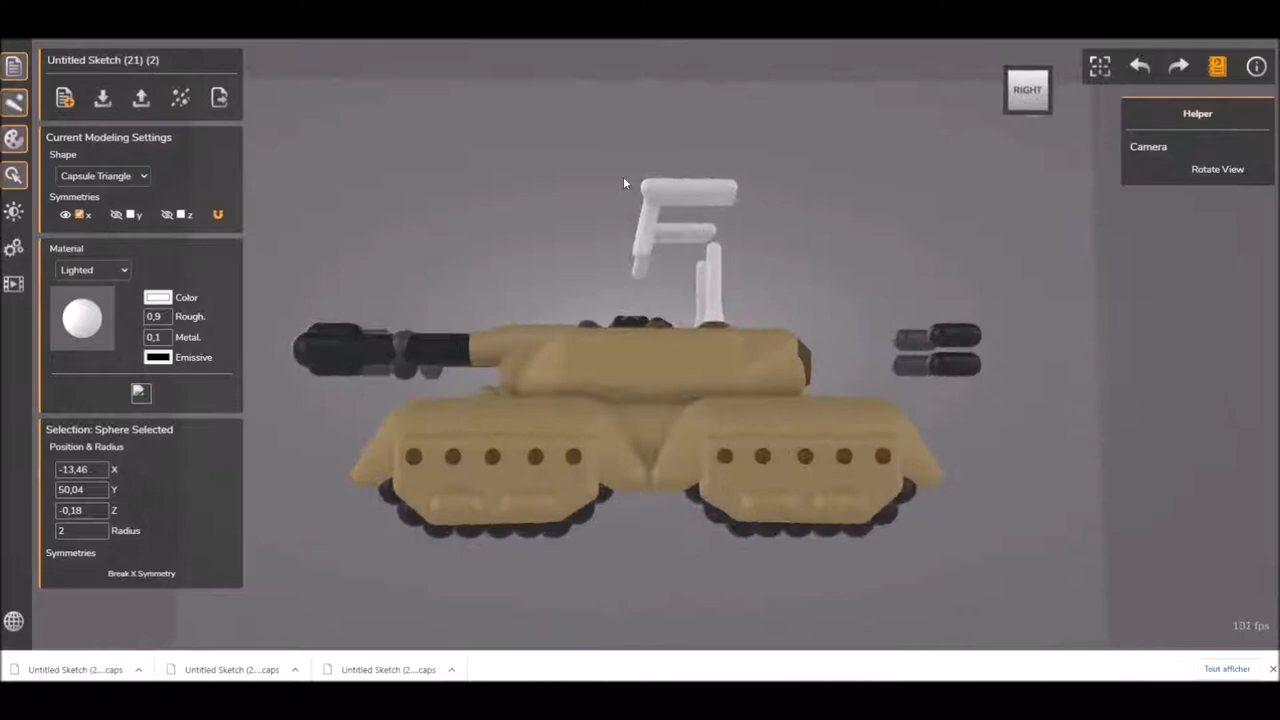 Untitled Sketch (21) (2)
RIGHT
Current Modeling Settings
Shape
Capsule Triangle
Symmetries
x y z
Material
Lighted
Color
0,9 Rough.
0,1 Metal.
Emissive
Selection: Sphere Selected
Position & Radius
-13,46 X
50,04 Y
-0,18 Z
2 Radius
Symmetries
Break X Symmetry
Helper
Camera
Rotate View
101 fps
Untitled Sketch (2....caps
Untitled Sketch (2....caps
Untitled Sketch (2....caps
Tout afficher